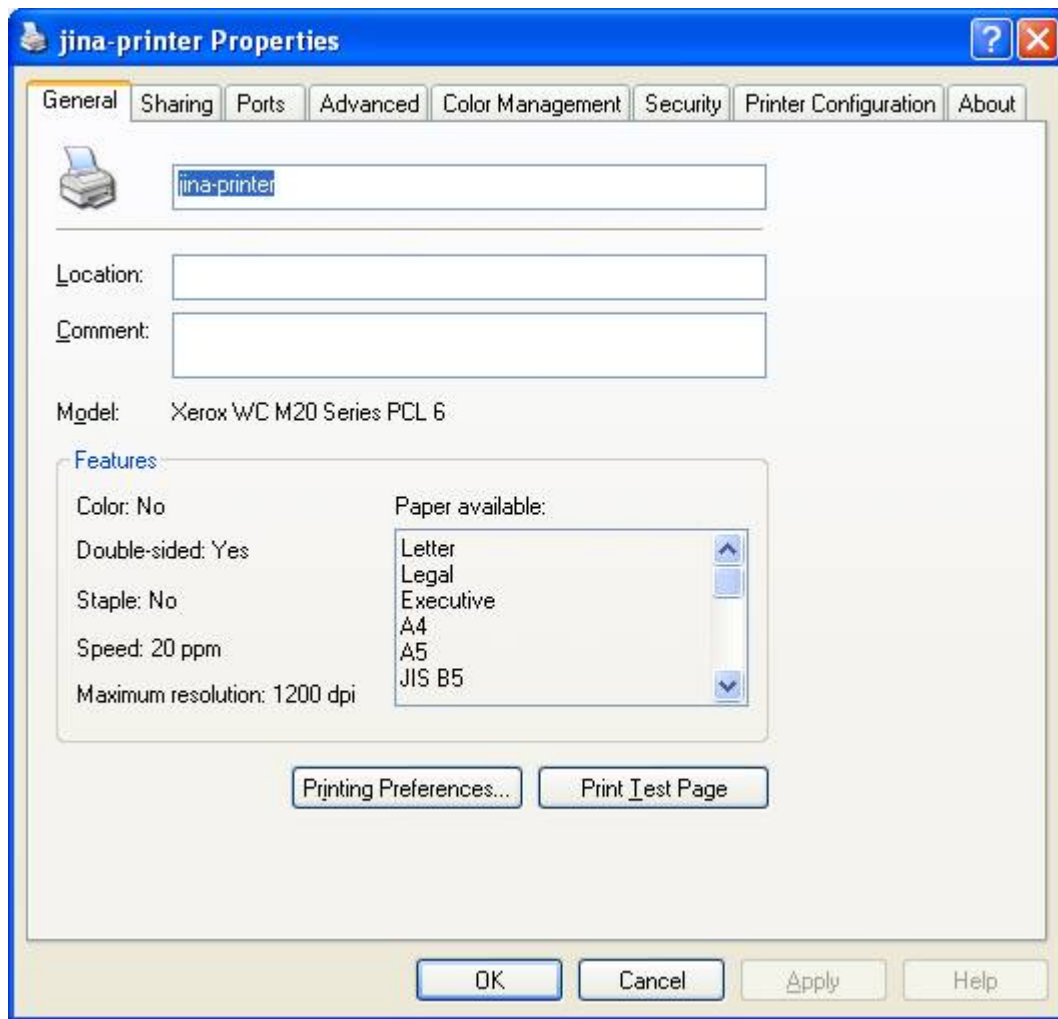 jina-printer Properties
General Sharing Ports Advanced Color Management Security Printer Configuration About
jina-printer
Location:
Comment:
Model: Xerox WC M20 Series PCL 6
Features
Color: No
Paper available:
Double-sided: Yes
Staple: No
Speed: 20 ppm
Maximum resolution: 1200 dpi
Letter
Legal
Executive
A4
A5
JIS B5
Printing Preferences... Print Test Page
OK Cancel Apply Help